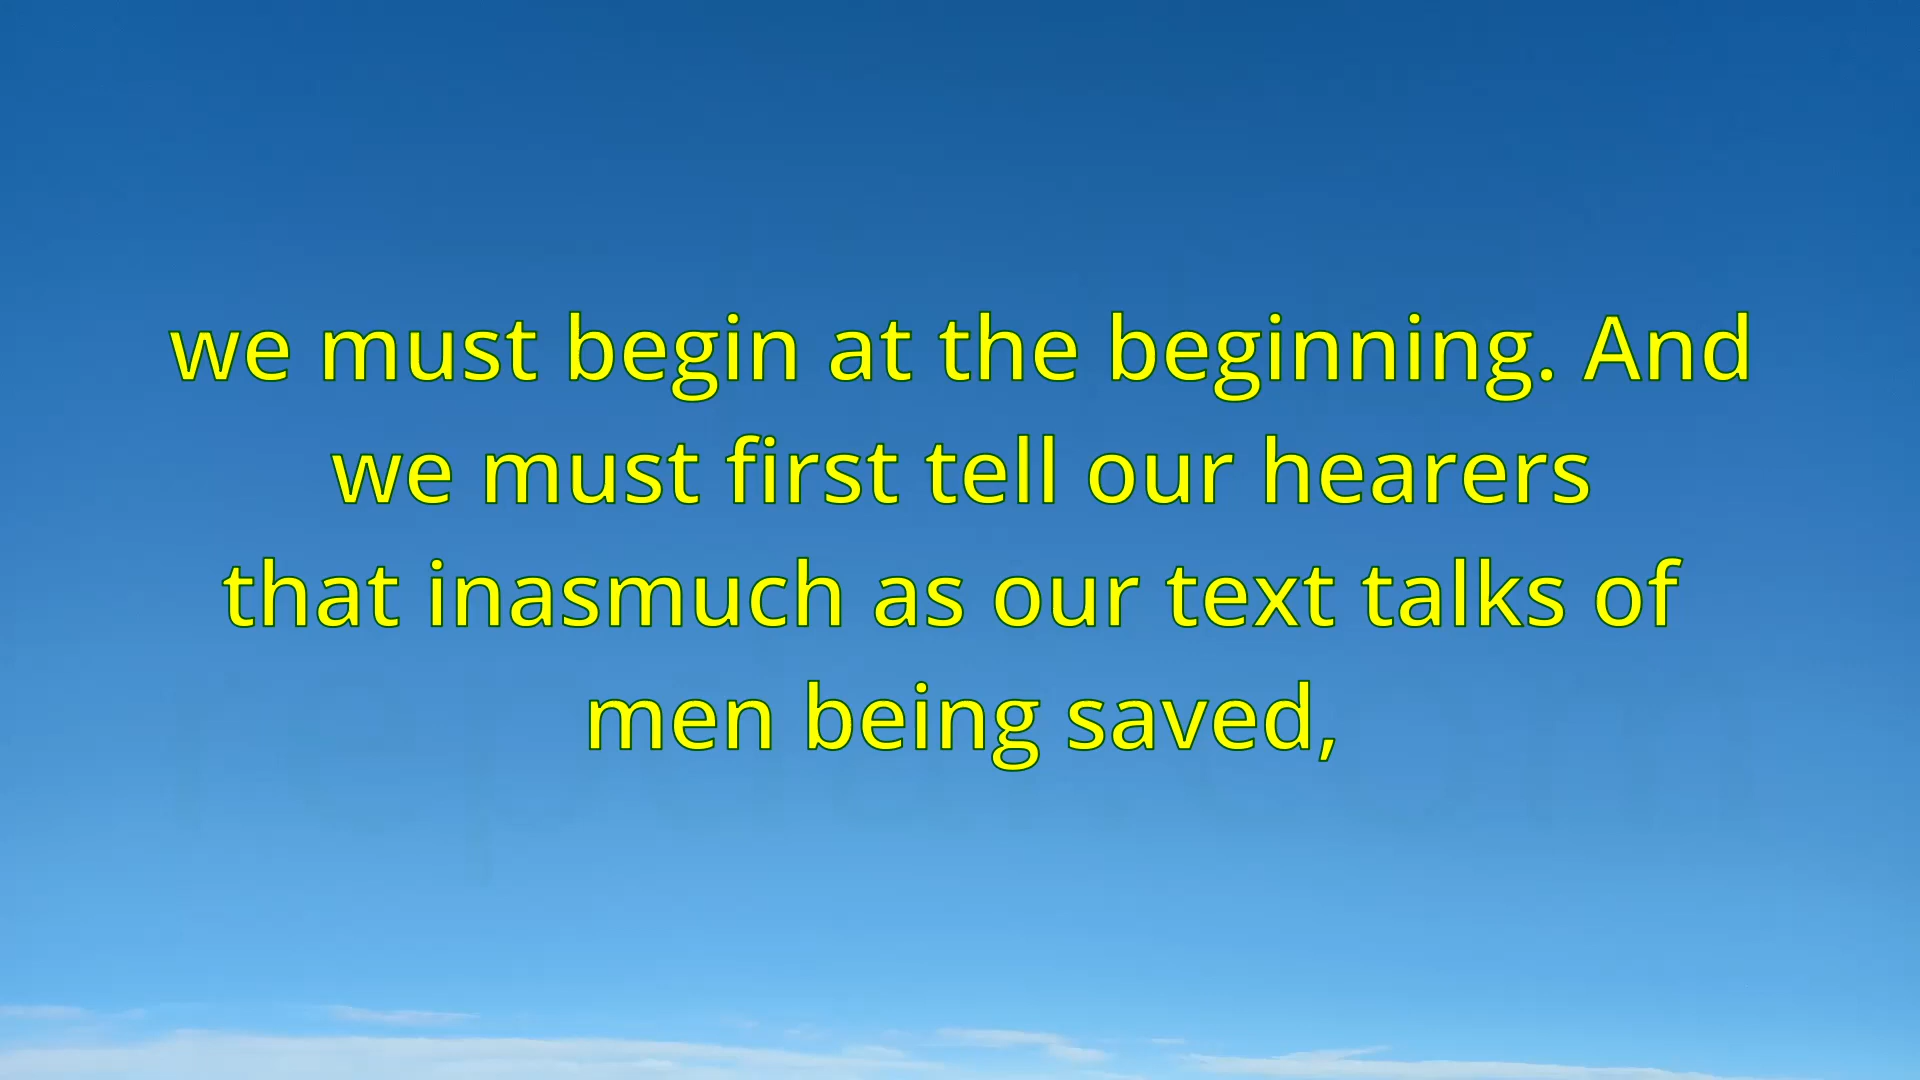 we must begin at the beginning. And
we must first tell our hearers
that inasmuch as our text talks of
men being saved,